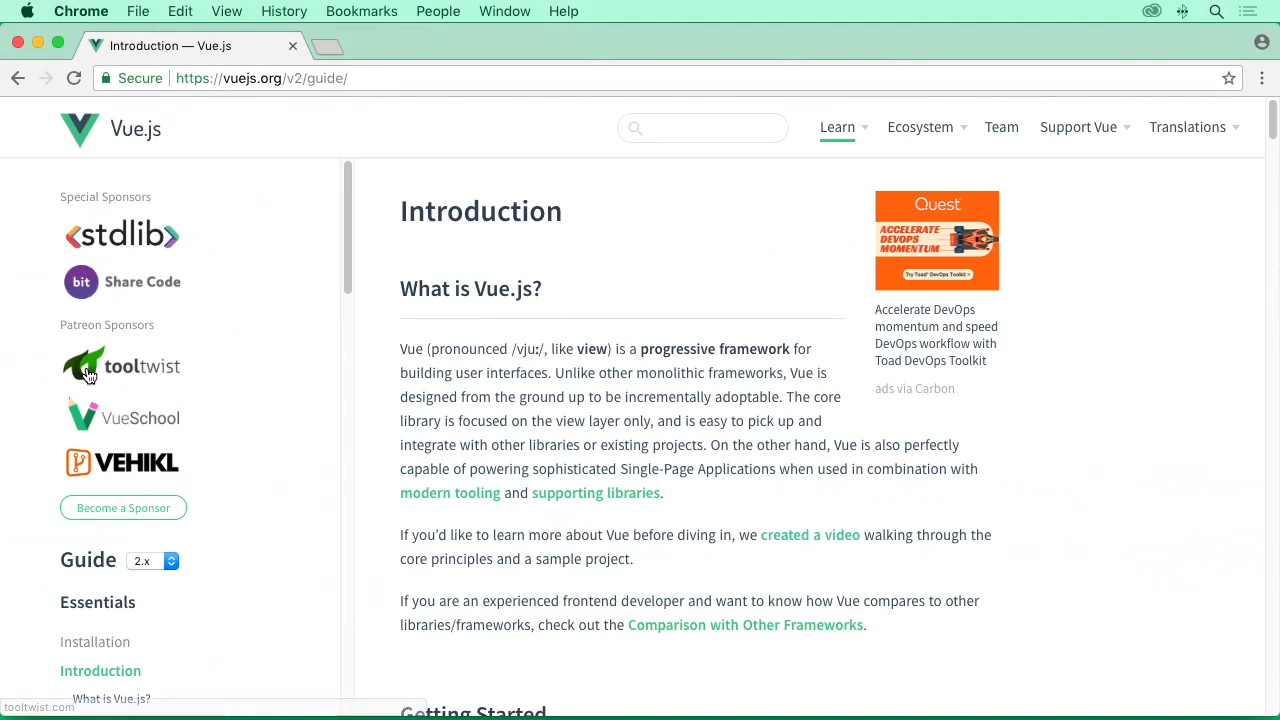 Chrome File Edit View History Bookmarks People Window Help
Introduction — Vue.js
Secure https://vuejs.org/v2/guide/
Vue.js
Learn Ecosystem Team Support Vue Translations
Special Sponsors
<stdlib>
bit Share Code
Patreon Sponsors
tooltwist
VueSchool
VEHIKL
Become a Sponsor
Guide 2.x
Essentials
Installation
Introduction
What is Vue.js?
tooltwist.com
Introduction
What is Vue.js?
Vue (pronounced /vjuː/, like view) is a progressive framework for
building user interfaces. Unlike other monolithic frameworks, Vue is
designed from the ground up to be incrementally adoptable. The core
library is focused on the view layer only, and is easy to pick up and
integrate with other libraries or existing projects. On the other hand, Vue is also perfectly
capable of powering sophisticated Single-Page Applications when used in combination with
modern tooling and supporting libraries.
If you’d like to learn more about Vue before diving in, we created a video walking through the
core principles and a sample project.
If you are an experienced frontend developer and want to know how Vue compares to other
libraries/frameworks, check out the Comparison with Other Frameworks.
Getting Started
Quest
ACCELERATE
DEVOPS
MOMENTUM
Try Toad® DevOps Toolkit >
Accelerate DevOps
momentum and speed
DevOps workflow with
Toad DevOps Toolkit
ads via Carbon